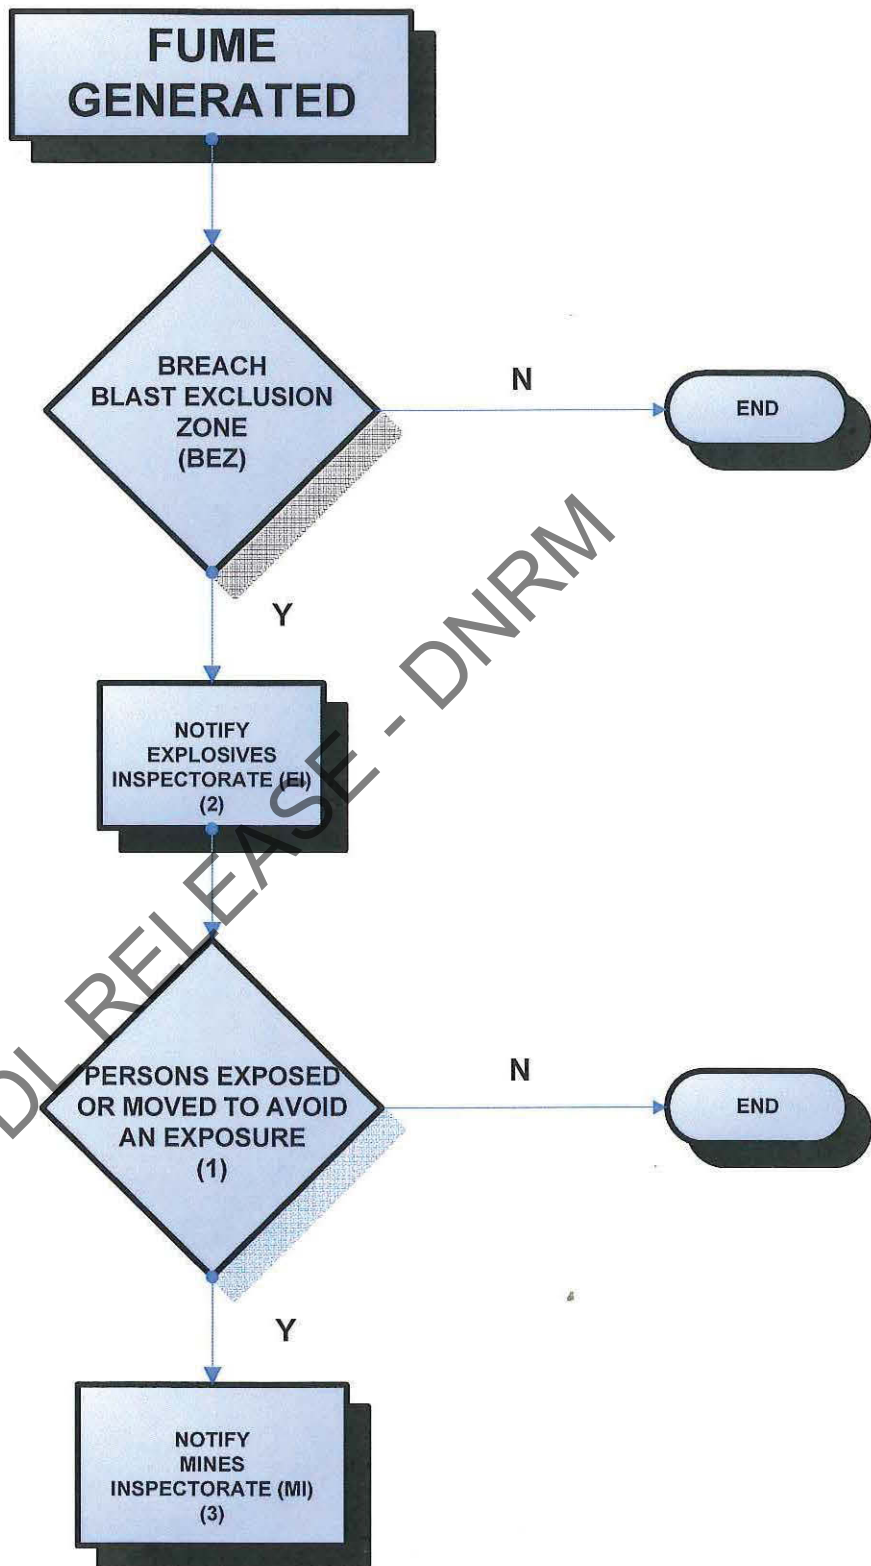 FUME
GENERATED
BREACH
BLAST EXCLUSION
ZONE
(BEZ)
N
END
Y
NOTIFY
EXPLOSIVES
INSPECTORATE (EI)
(2)
PERSONS EXPOSED
OR MOVED TO AVOID
AN EXPOSURE
(1)
N
END
Y
NOTIFY
MINES
INSPECTORATE (MI)
(3)
DL RELEASE - DNRM